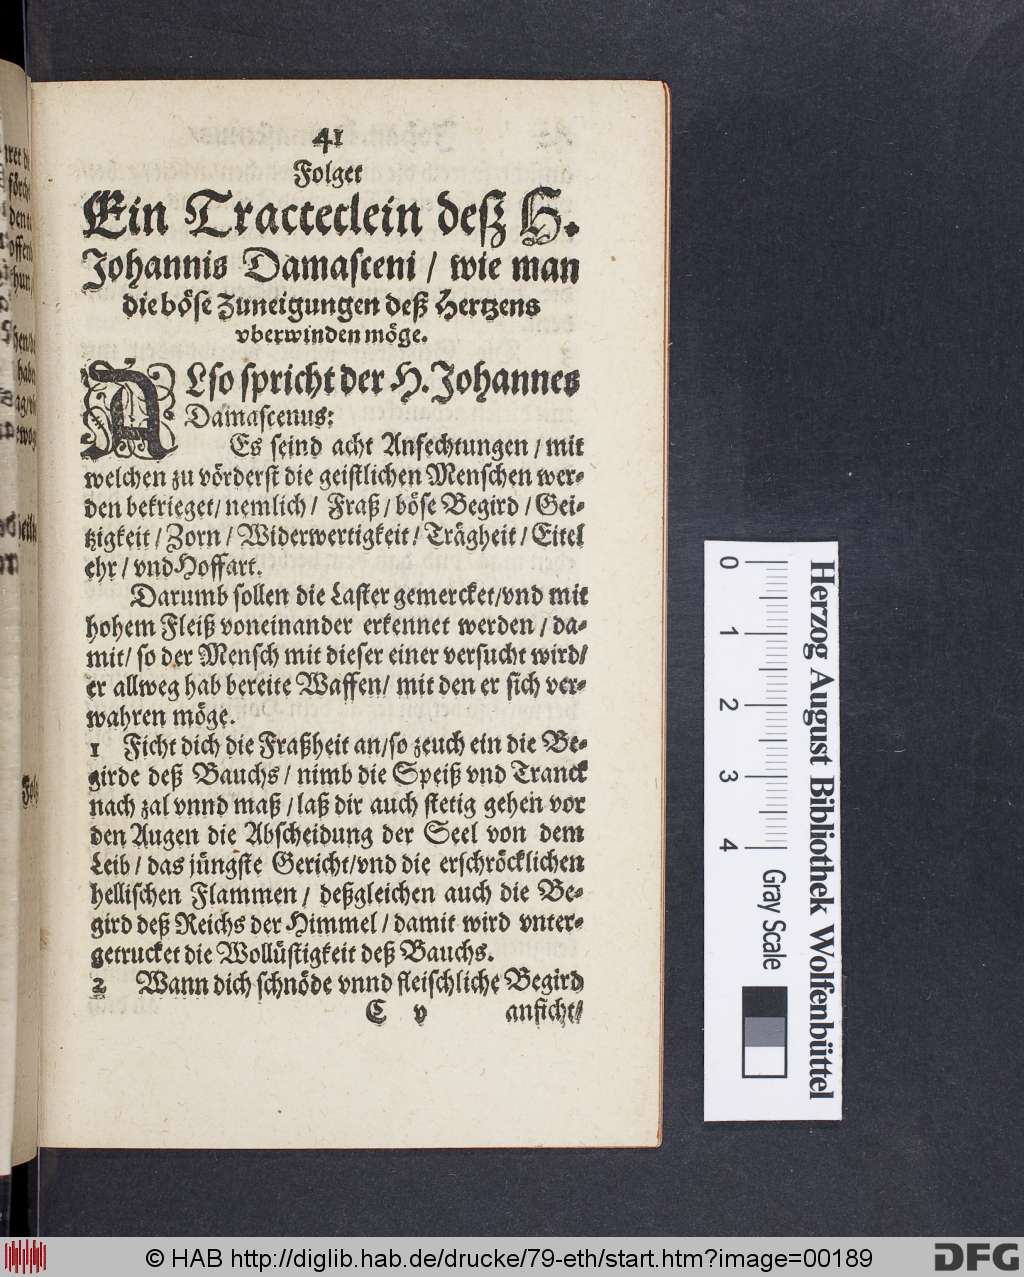 41
Folget
Ein Tractetlein deß H.
Johannis Damasceni / wie man
die böse Zuneigungen deß Hertzens
vberwinden möge.
ALso spricht der H. Johannes
Damascenus:
Es seind acht Anfechtungen / mit
welchen zu vörderst die geistlichen Menschen wer-
den bekrieget / nemlich / Fraß / böse Begird / Gei-
tzigkeit / Zorn / Widerwertigkeit / Trägheit / Eitel
ehr / vnd Hoffart.
Darumb sollen die Laster gemercket / vnd mit
hohem Fleiß voneinander erkennet werden / da-
mit / so der Mensch mit dieser einer versucht wird /
er allweg hab bereite Waffen / mit den er sich ver-
wahren möge.
1 Ficht dich die Fraßheit an / so zeuch ein die Be-
girde deß Bauchs / nimb die Speiß vnd Tranck
nach zal vnnd maß / laß dir auch stetig gehen vor
den Augen die Abscheidung der Seel von dem
Leib / das jüngste Gericht / vnd die erschröcklichen
hellischen Flammen / deßgleichen auch die Be-
gird deß Reichs der Himmel / damit wird vnter-
getrucket die Wollüstigkeit deß Bauchs.
2 Wann dich schnöde vnnd fleischliche Begird
C v anficht /
0 1 2 3 4
Gray Scale
Herzog August Bibliothek Wolfenbüttel
© HAB http://diglib.hab.de/drucke/79-eth/start.htm?image=00189
DFG